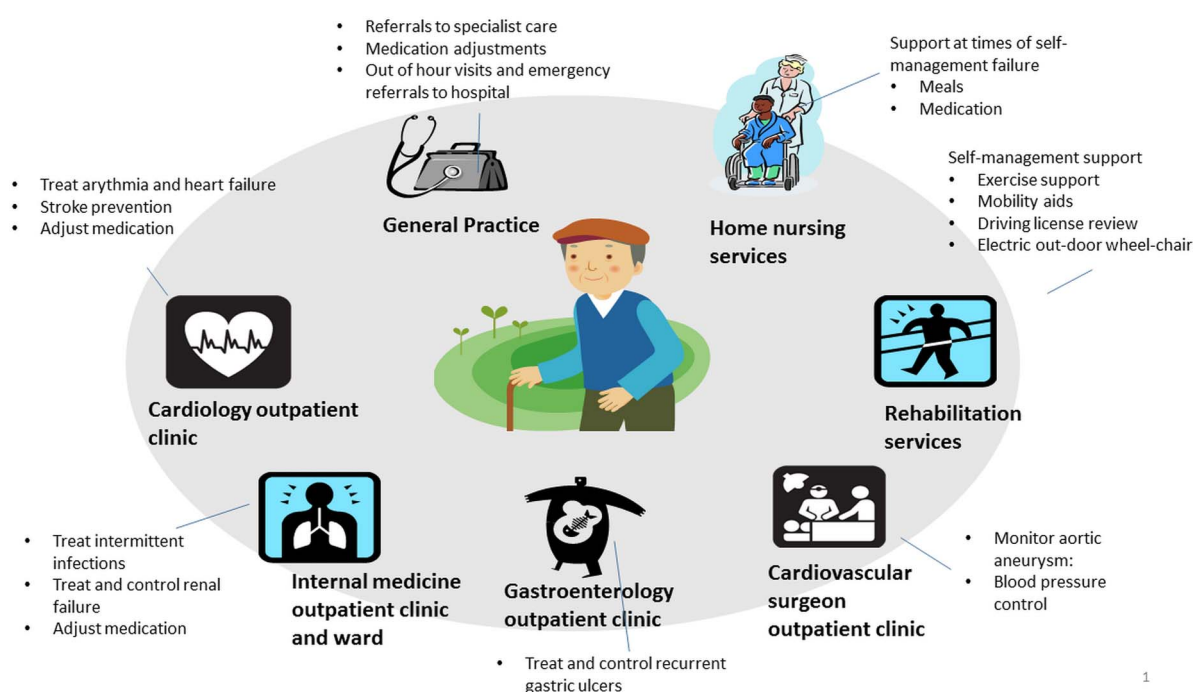 • Referrals to specialist care
• Medication adjustments
• Out of hour visits and emergency
referrals to hospital
Support at times of self-
management failure
• Meals
• Medication
Self-management support
• Exercise support
• Mobility aids
• Driving license review
• Electric out-door wheel-chair
• Treat arythmia and heart failure
• Stroke prevention
• Adjust medication
General Practice
Home nursing
services
Cardiology outpatient
clinic
Rehabilitation
services
• Treat intermittent
infections
• Treat and control renal
failure
• Adjust medication
Internal medicine
outpatient clinic
and ward
Gastroenterology
outpatient clinic
Cardiovascular
surgeon
outpatient clinic
• Monitor aortic
aneurysm:
• Blood pressure
control
• Treat and control recurrent
gastric ulcers
1